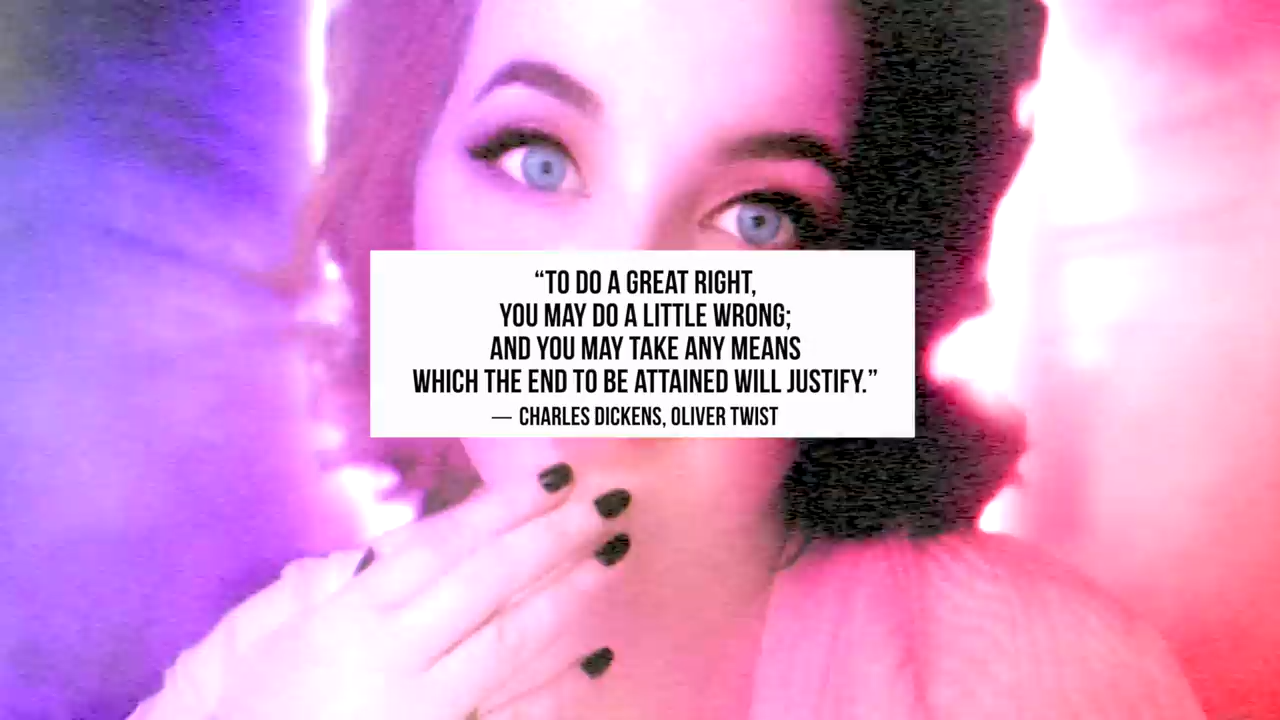 “TO DO A GREAT RIGHT,
YOU MAY DO A LITTLE WRONG;
AND YOU MAY TAKE ANY MEANS
WHICH THE END TO BE ATTAINED WILL JUSTIFY.”
— CHARLES DICKENS, OLIVER TWIST